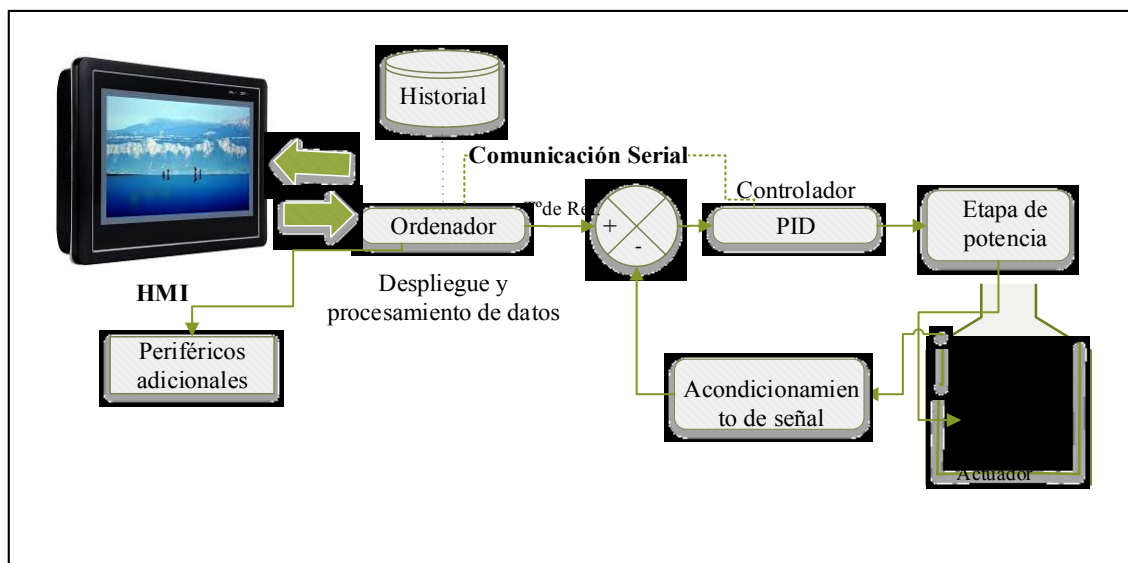 Historial
Comunicación Serial
Controlador
de
Ordenador
+
-
PID
Etapa de
potencia
HMI
Despliegue y
procesamiento de datos
Periféricos
adicionales
Acondicionamien
to de señal
Actuador